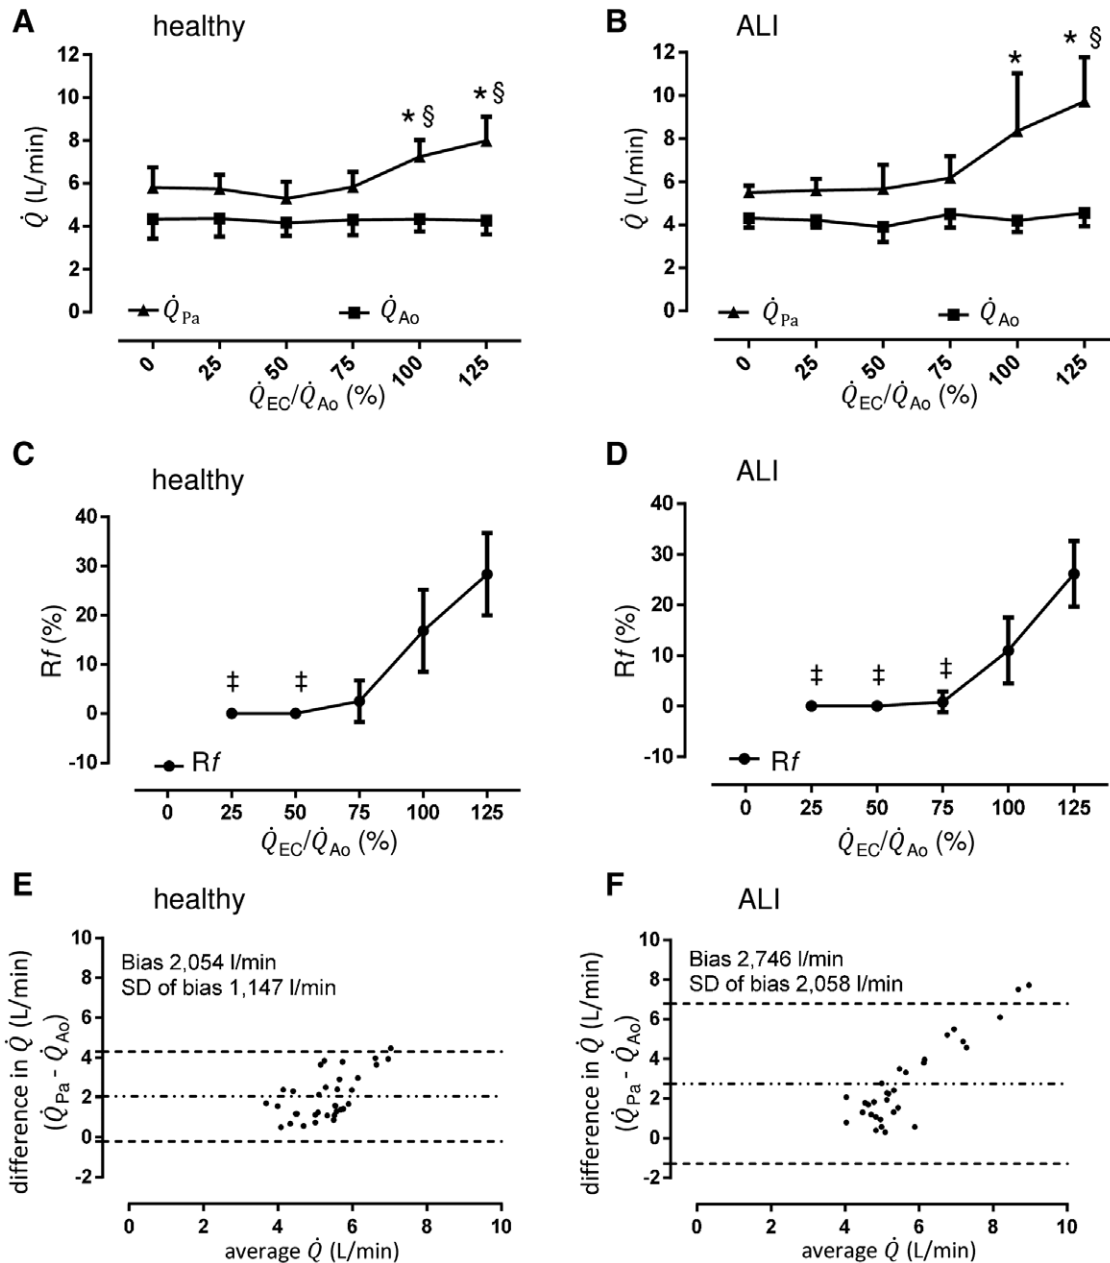 A healthy
12
10
8
6
4
2
0
Q̇ (L/min)
* §
* §
Q̇Pa Q̇Ao
0 25 50 75 100 125
Q̇EC/Q̇Ao (%)
B ALI
12
10
8
6
4
2
0
Q̇ (L/min)
*
* §
Q̇Pa Q̇Ao
0 25 50 75 100 125
Q̇EC/Q̇Ao (%)
C healthy
40
30
20
10
0
-10
Rf (%)
‡ ‡
Rf
0 25 50 75 100 125
Q̇EC/Q̇Ao (%)
D ALI
40
30
20
10
0
-10
Rf (%)
‡ ‡ ‡
Rf
0 25 50 75 100 125
Q̇EC/Q̇Ao (%)
E healthy
10
8
6
4
2
0
-2
difference in Q̇ (L/min)
(Q̇Pa - Q̇Ao)
Bias 2,054 l/min
SD of bias 1,147 l/min
0 2 4 6 8 10
average Q̇ (L/min)
F ALI
10
8
6
4
2
0
-2
difference in Q̇ (L/min)
(Q̇Pa - Q̇Ao)
Bias 2,746 l/min
SD of bias 2,058 l/min
0 2 4 6 8 10
average Q̇ (L/min)